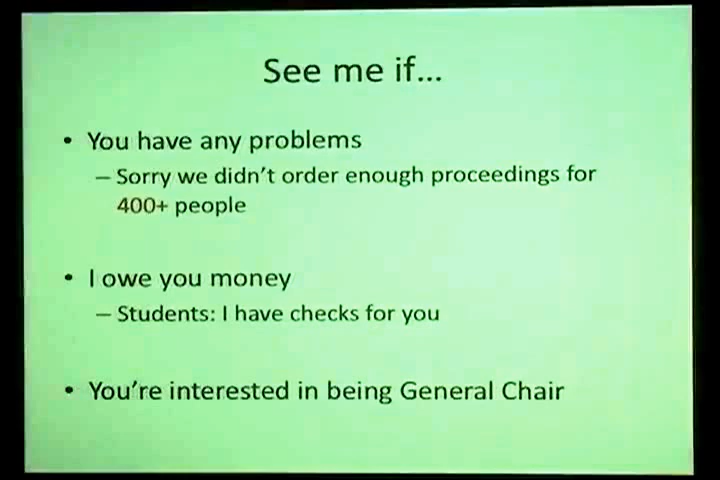 See me if...
• You have any problems
– Sorry we didn't order enough proceedings for
400+ people
• I owe you money
– Students: I have checks for you
• You're interested in being General Chair